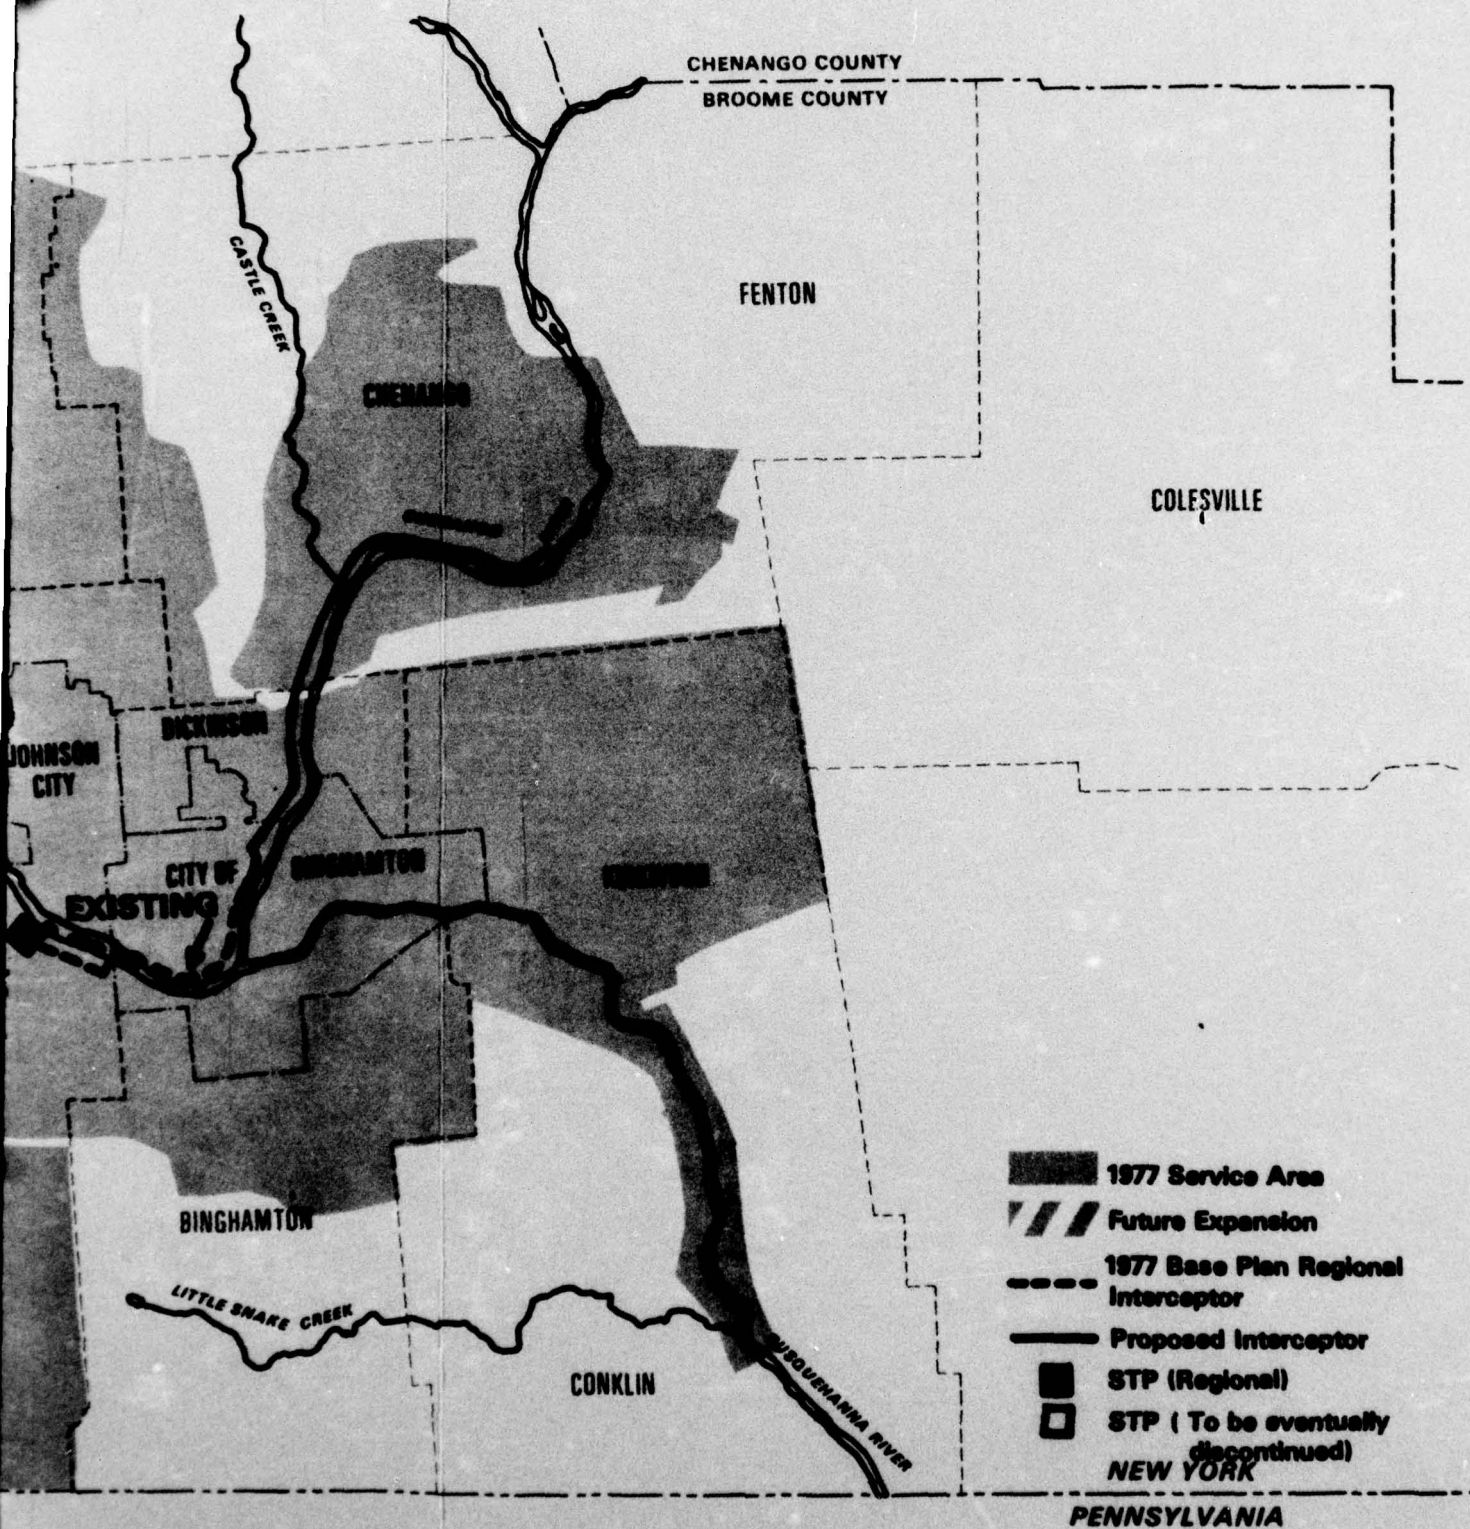 CHENANGO COUNTY
BROOME COUNTY
CASTLE CREEK
FENTON
CHENANGO
COLESVILLE
DICKINSON
JOHNSON
CITY
CITY OF
BINGHAMTON
EXISTING
BINGHAMTON
LITTLE SNAKE CREEK
CONKLIN
SUSQUEHANNA RIVER
1977 Service Area
Future Expansion
1977 Base Plan Regional
Interceptor
Proposed Interceptor
STP (Regional)
STP ( To be eventually
discontinued)
NEW YORK
PENNSYLVANIA